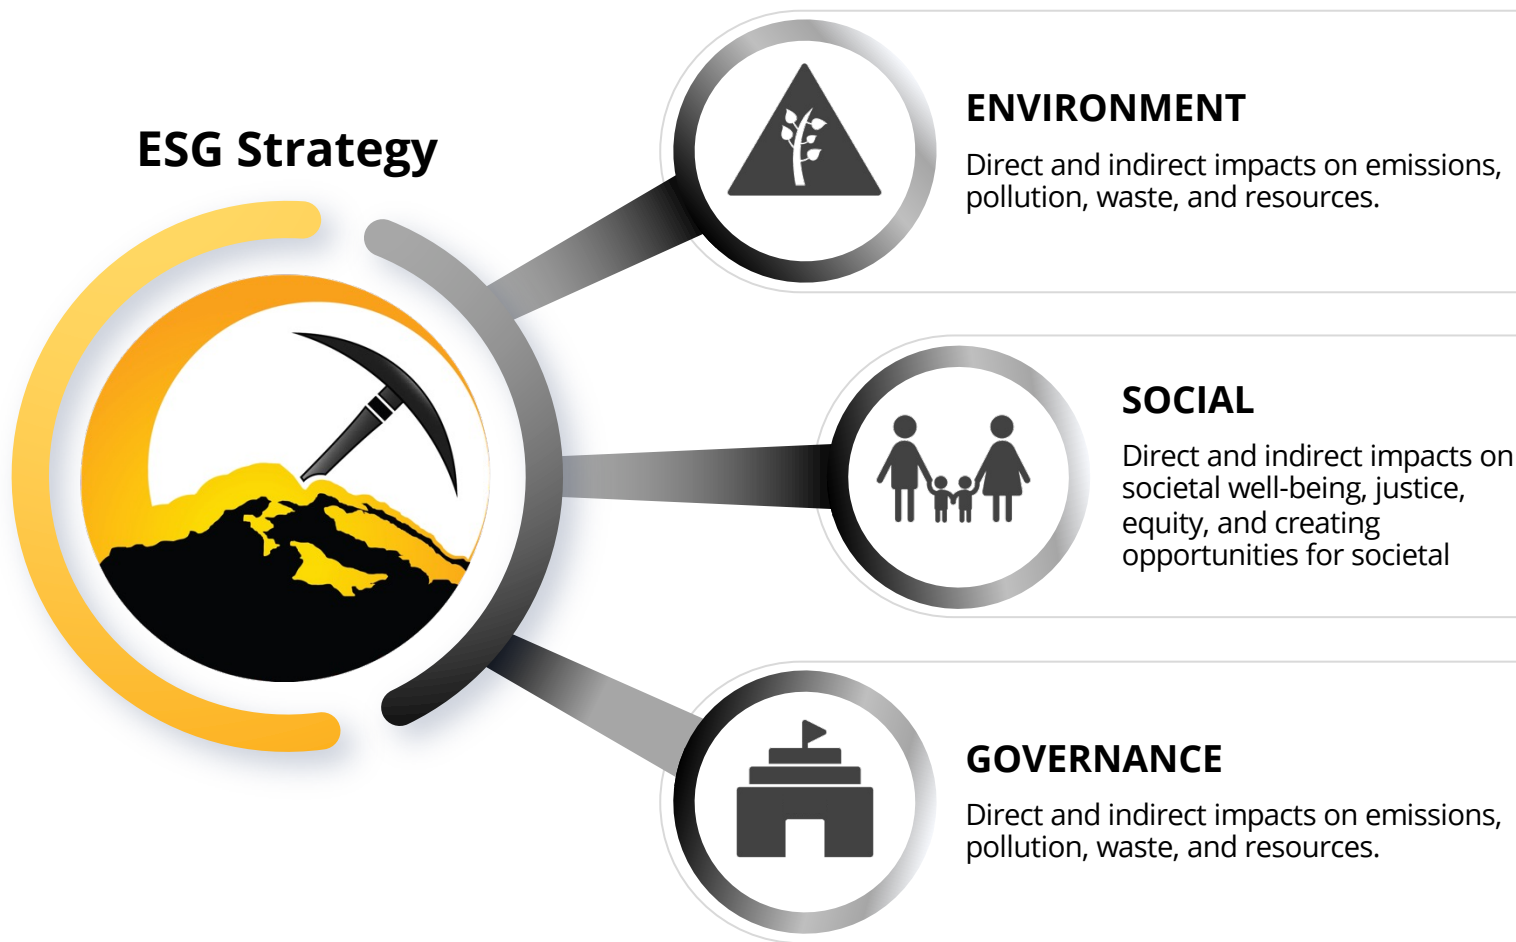 ESG Strategy
ENVIRONMENT
Direct and indirect impacts on emissions,
pollution, waste, and resources.
SOCIAL
Direct and indirect impacts on
societal well-being, justice,
equity, and creating
opportunities for societal
GOVERNANCE
Direct and indirect impacts on emissions,
pollution, waste, and resources.